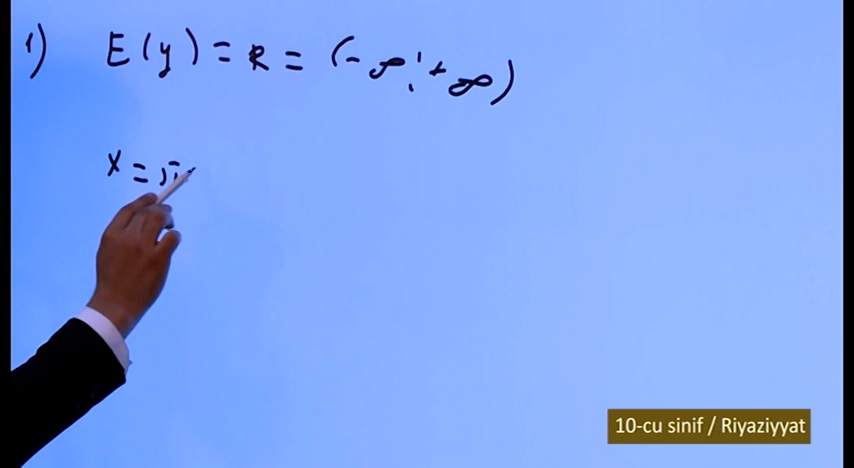 1) E(y) = R = (-∞; +∞)
x = π
10-cu sinif / Riyaziyyat